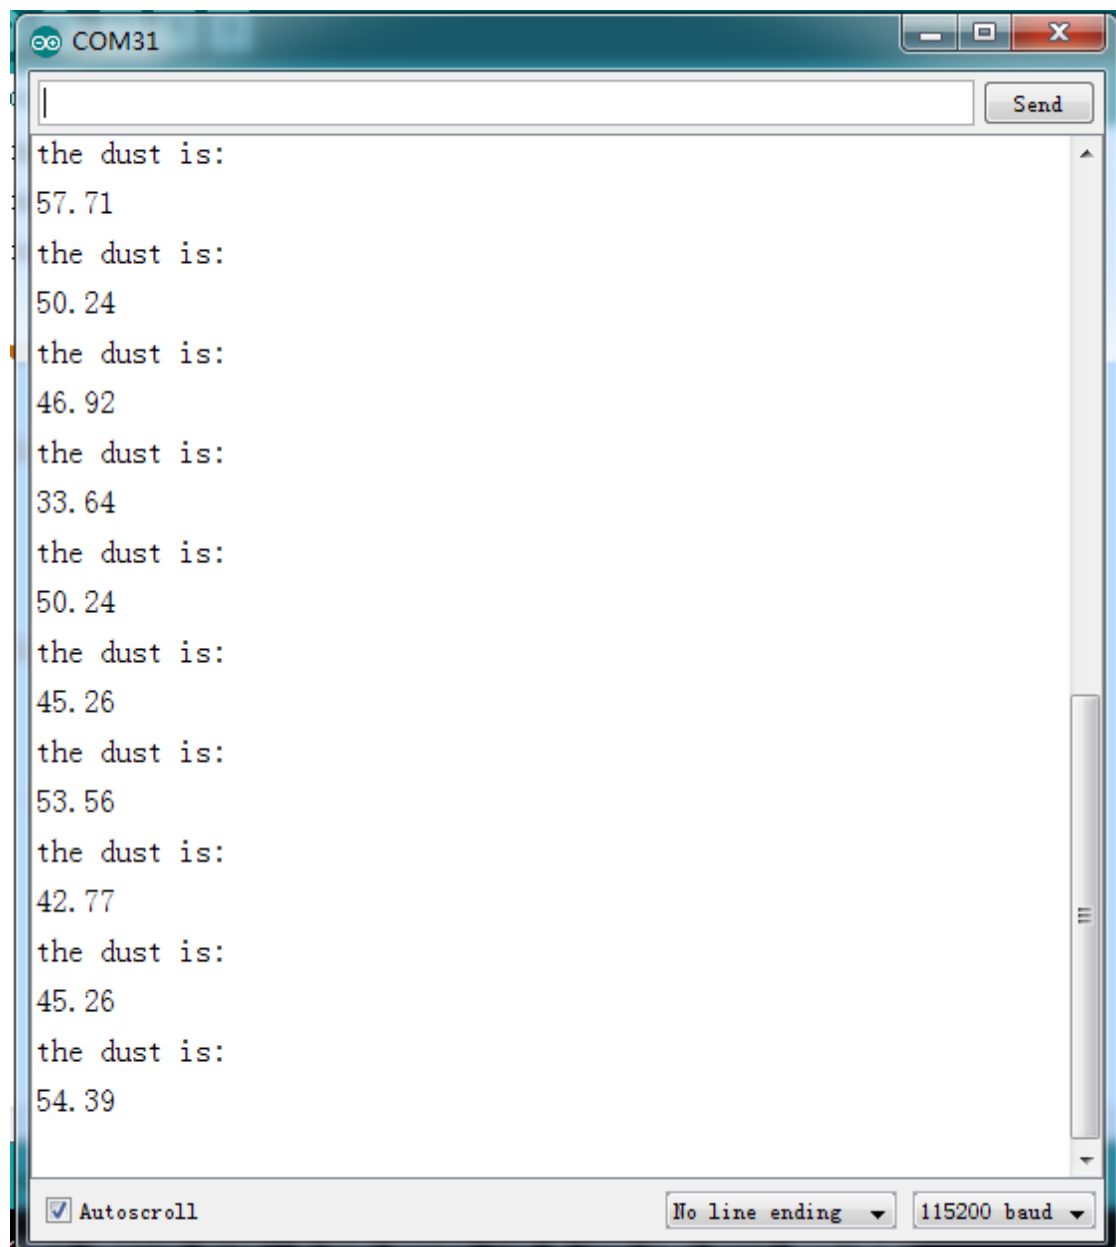 COM31
Send
the dust is:
57.71
the dust is:
50.24
the dust is:
46.92
the dust is:
33.64
the dust is:
50.24
the dust is:
45.26
the dust is:
53.56
the dust is:
42.77
the dust is:
45.26
the dust is:
54.39
Autoscroll No line ending 115200 baud